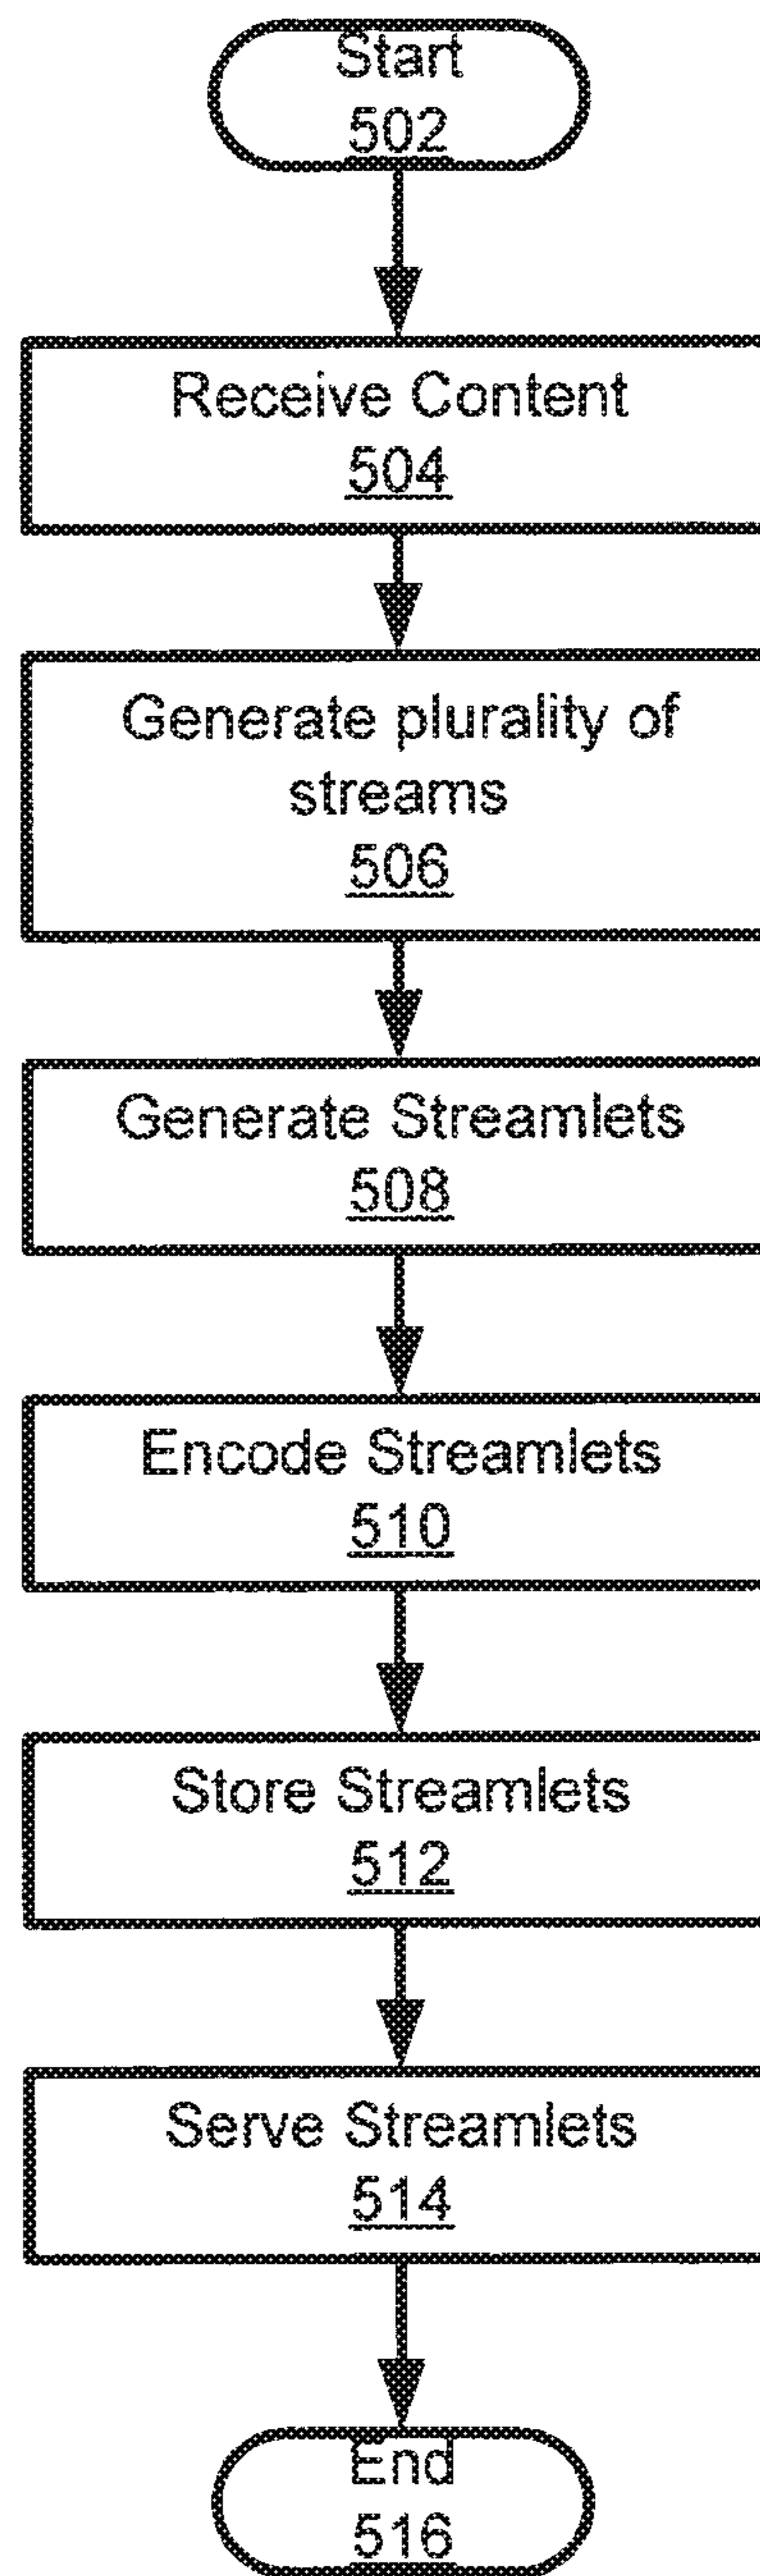 Start
502
Receive Content
504
Generate plurality of
streams
506
Generate Streamlets
508
Encode Streamlets
510
Store Streamlets
512
Serve Streamlets
514
End
516